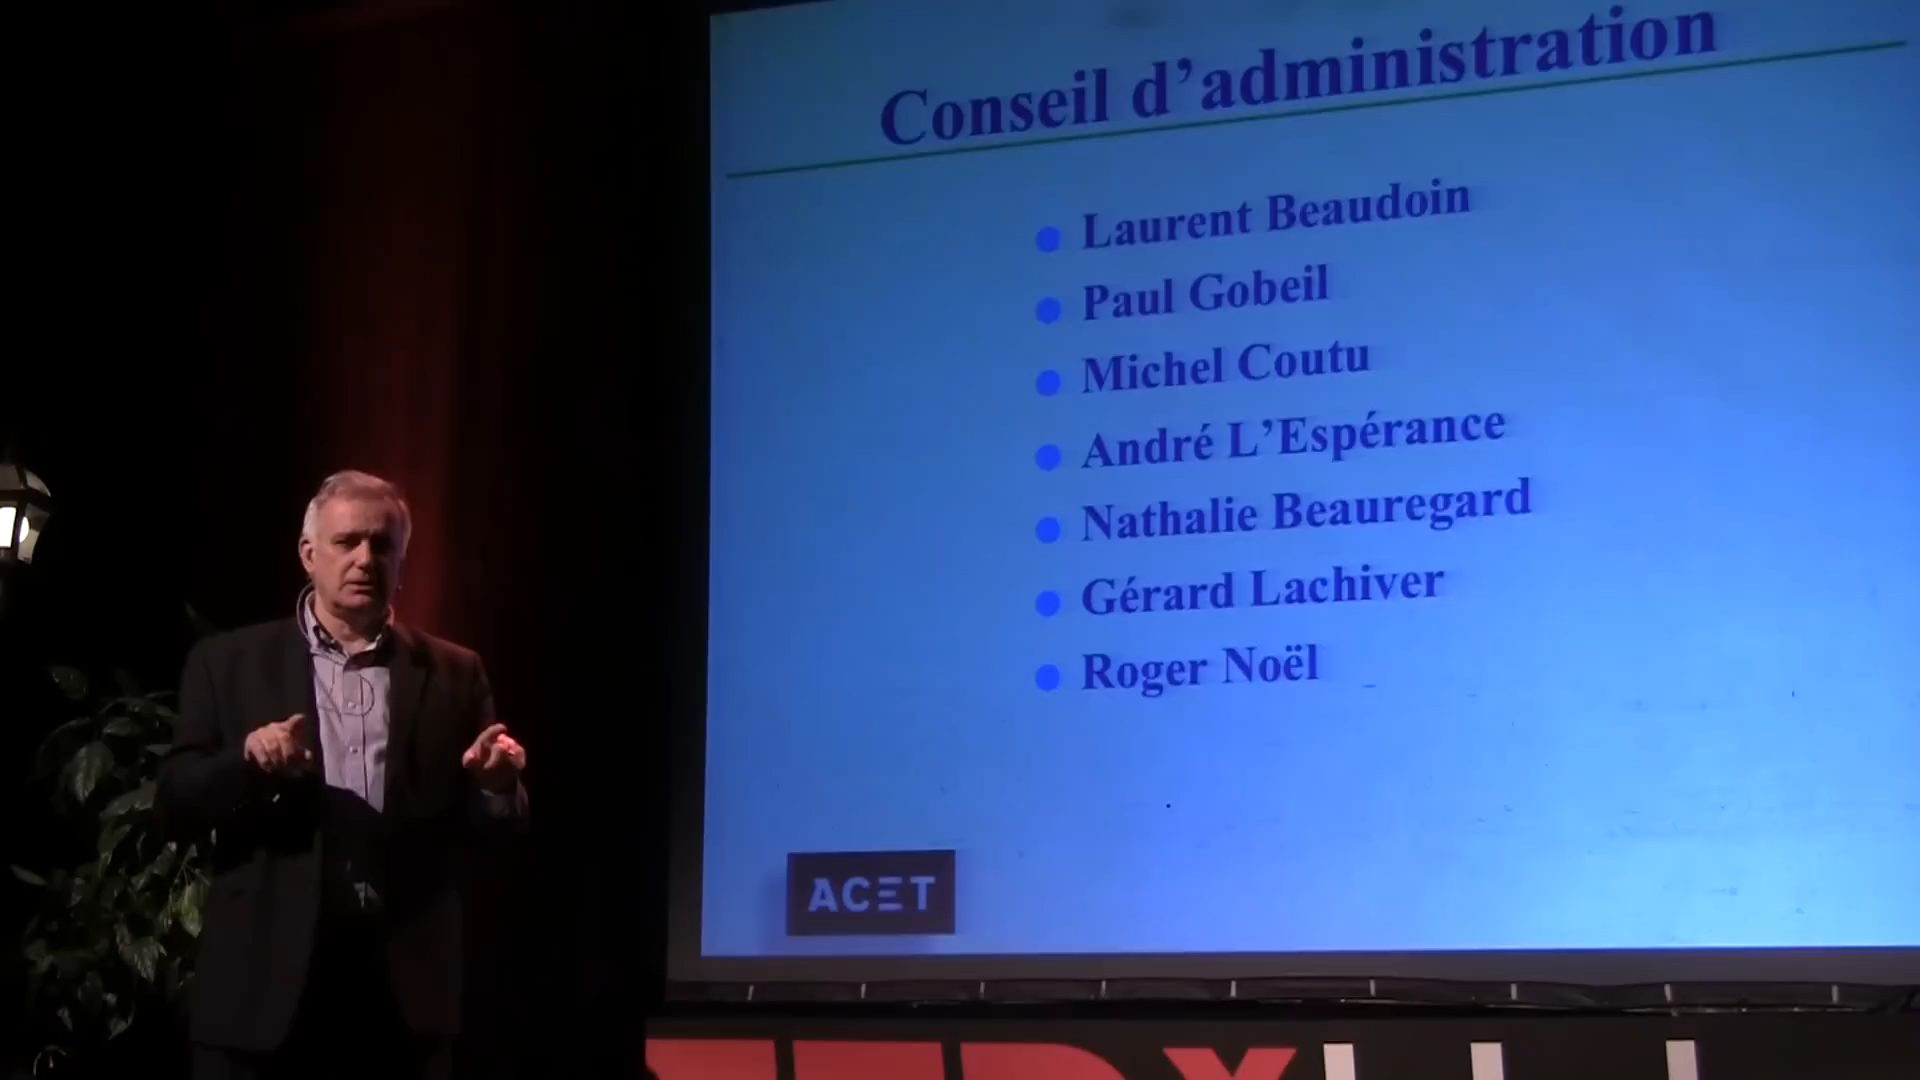 Conseil d'administration
Laurent Beaudoin
Paul Gobeil
Michel Coutu
André L'Espérance
Nathalie Beauregard
Gérard Lachiver
Roger Noël
ACET